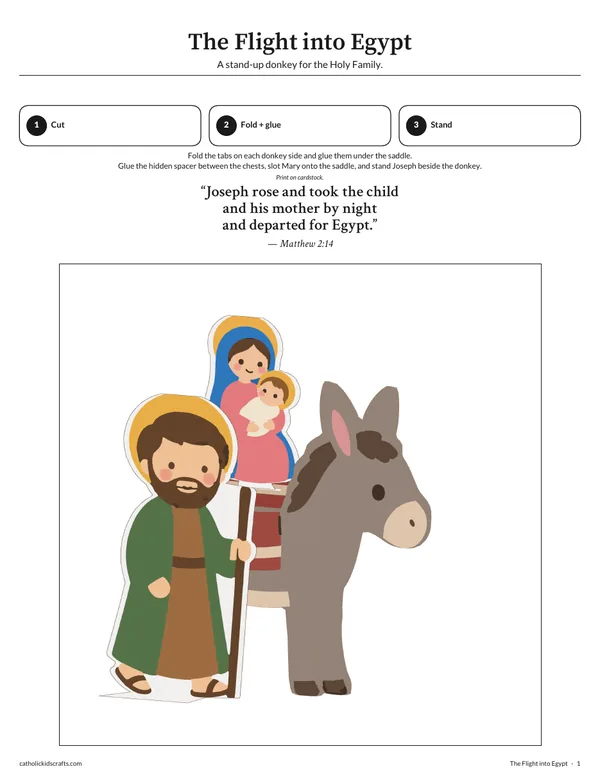 The Flight into Egypt
A stand-up donkey for the Holy Family.
1 Cut
2 Fold + glue
3 Stand
Fold the tabs on each donkey side and glue them under the saddle.
Glue the hidden spacer between the chests, slot Mary onto the saddle, and stand Joseph beside the donkey.
Print on cardstock.
“Joseph rose and took the child
and his mother by night
and departed for Egypt.”
— Matthew 2:14
catholickidscrafts.com
The Flight into Egypt - 1